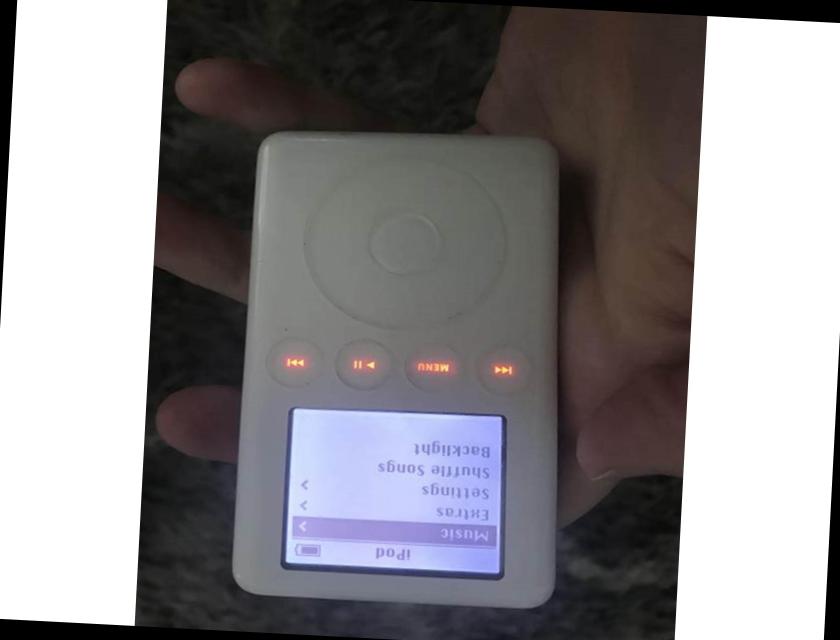 iPod
Music
Extras
Settings
Shuffle Songs
Backlight
MENU